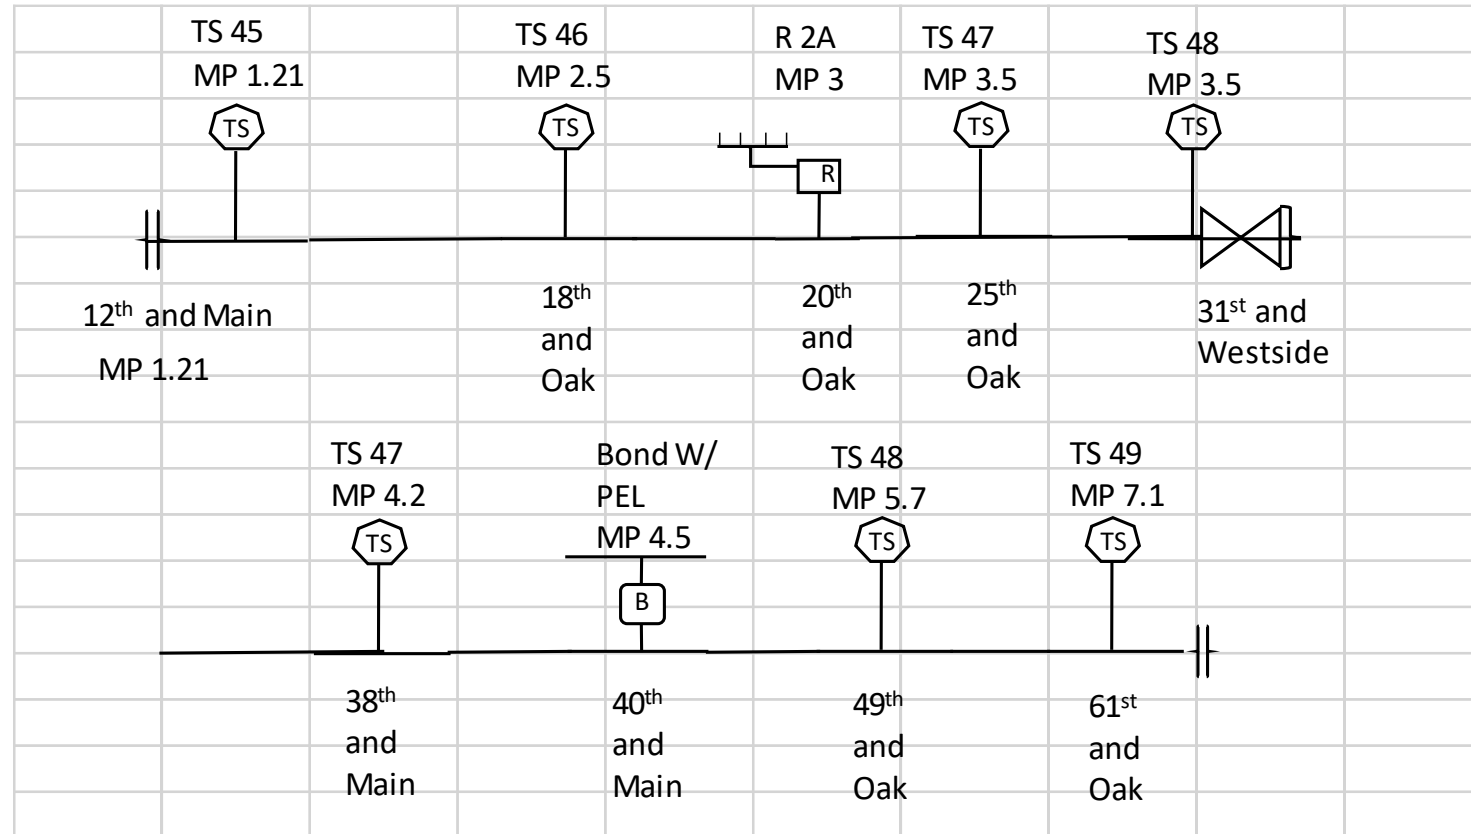 TS 45
MP 1.21
TS 46
MP 2.5
R 2A
MP 3
TS 47
MP 3.5
TS 48
MP 3.5
TS
TS
R
TS
TS
12th and Main
MP 1.21
18th
and
Oak
20th
and
Oak
25th
and
Oak
31st and
Westside
TS 47
MP 4.2
Bond W/
PEL
MP 4.5
TS 48
MP 5.7
TS 49
MP 7.1
TS
B
TS
TS
38th
and
Main
40th
and
Main
49th
and
Oak
61st
and
Oak